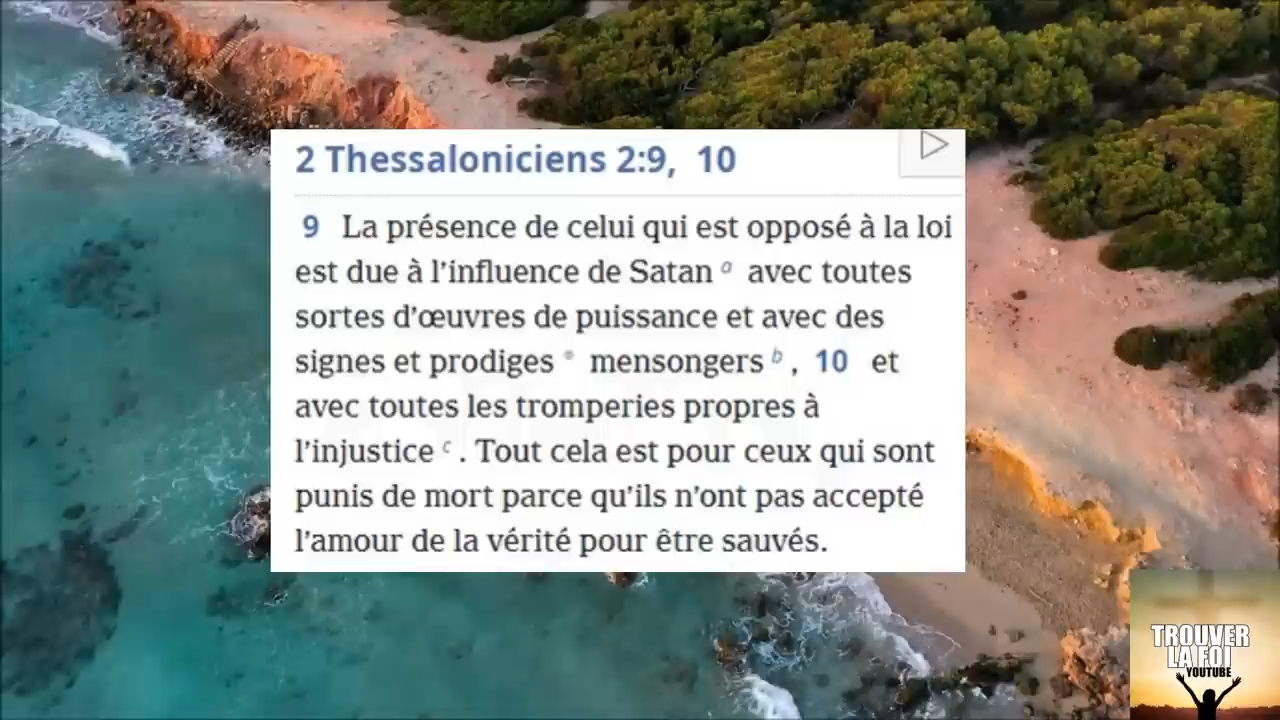 2 Thessaloniciens 2:9, 10
9 La présence de celui qui est opposé à la loi
est due à l’influence de Satan a avec toutes
sortes d’œuvres de puissance et avec des
signes et prodiges * mensongers b, 10 et
avec toutes les tromperies propres à
l’injustice c. Tout cela est pour ceux qui sont
punis de mort parce qu’ils n’ont pas accepté
l’amour de la vérité pour être sauvés.
TROUVER
LA FOI
YOUTUBE